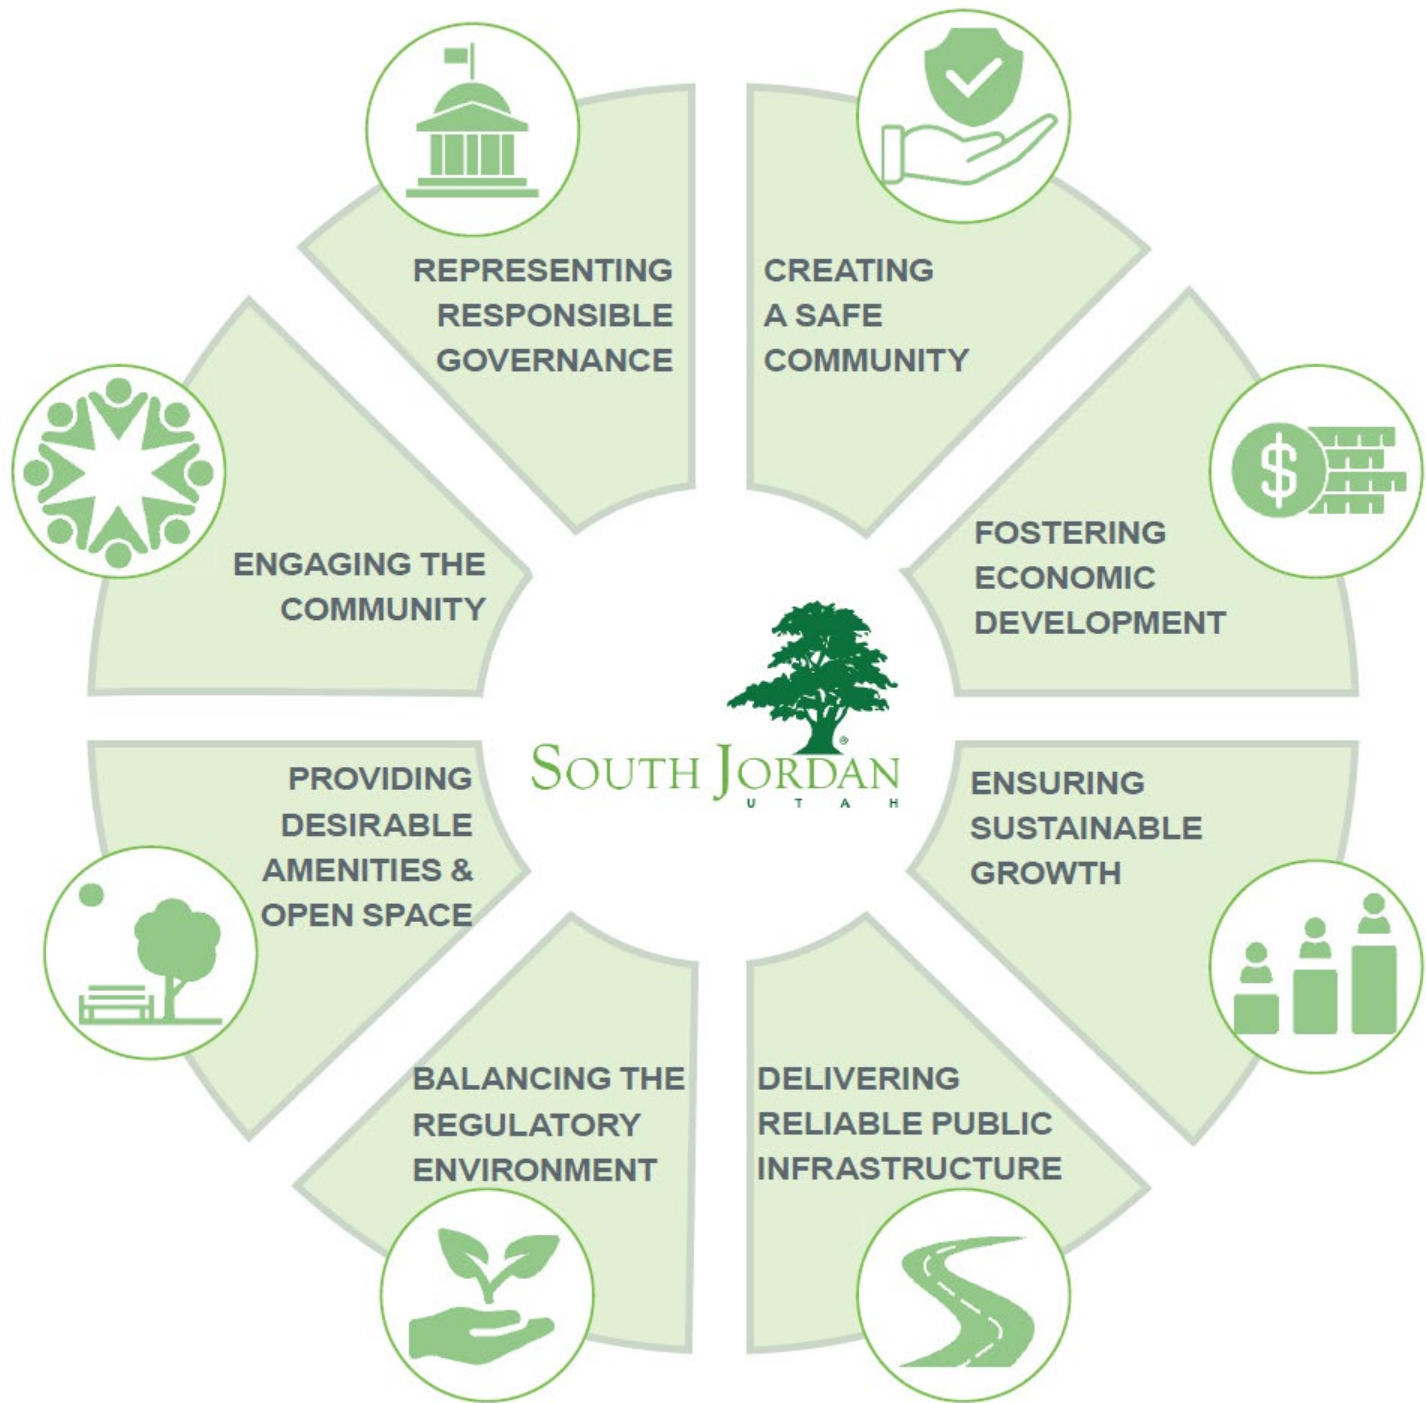 REPRESENTING
RESPONSIBLE
GOVERNANCE
CREATING
A SAFE
COMMUNITY
FOSTERING
ECONOMIC
DEVELOPMENT
ENSURING
SUSTAINABLE
GROWTH
DELIVERING
RELIABLE PUBLIC
INFRASTRUCTURE
BALANCING THE
REGULATORY
ENVIRONMENT
PROVIDING
DESIRABLE
AMENITIES &
OPEN SPACE
ENGAGING THE
COMMUNITY
$
®
SOUTH JORDAN
UTAH